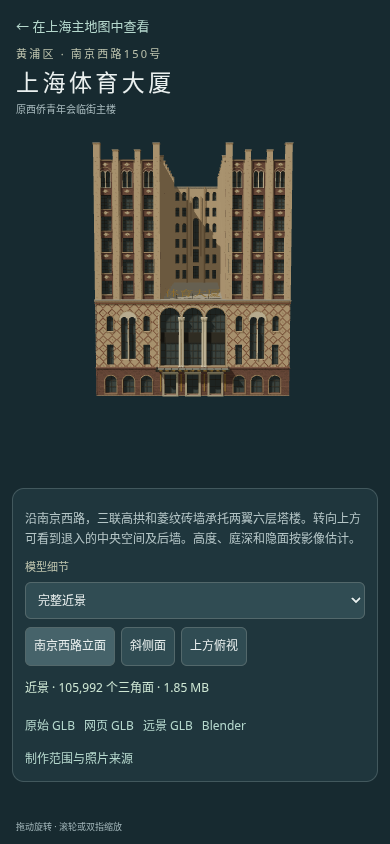 ← 在上海主地图中查看
黄浦区 · 南京西路150号
上海体育大厦
原西侨青年会临街主楼
沿南京西路，三联高拱和菱纹砖墙承托两翼六层塔楼。转向上方
可看到退入的中央空间及后墙。高度、庭深和隐面按影像估计。
模型细节
完整近景
南京西路立面 斜侧面 上方俯视
近景 · 105,992 个三角面 · 1.85 MB
原始 GLB 网页 GLB 远景 GLB Blender
制作范围与照片来源
拖动旋转 · 滚轮或双指缩放